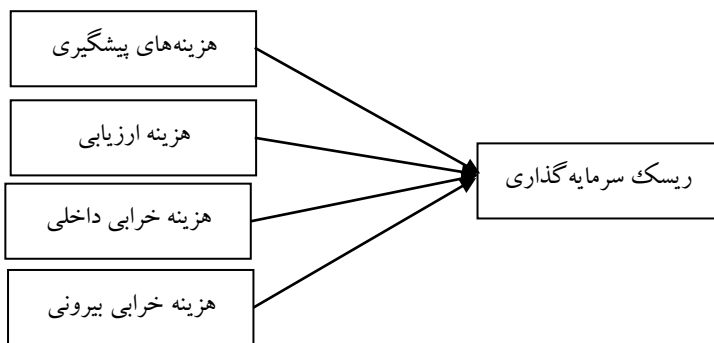 هزینه‌های پیشگیری
هزینه ارزیابی
ریسک سرمایه‌گذاری
هزینه خرابی داخلی
هزینه خرابی بیرونی